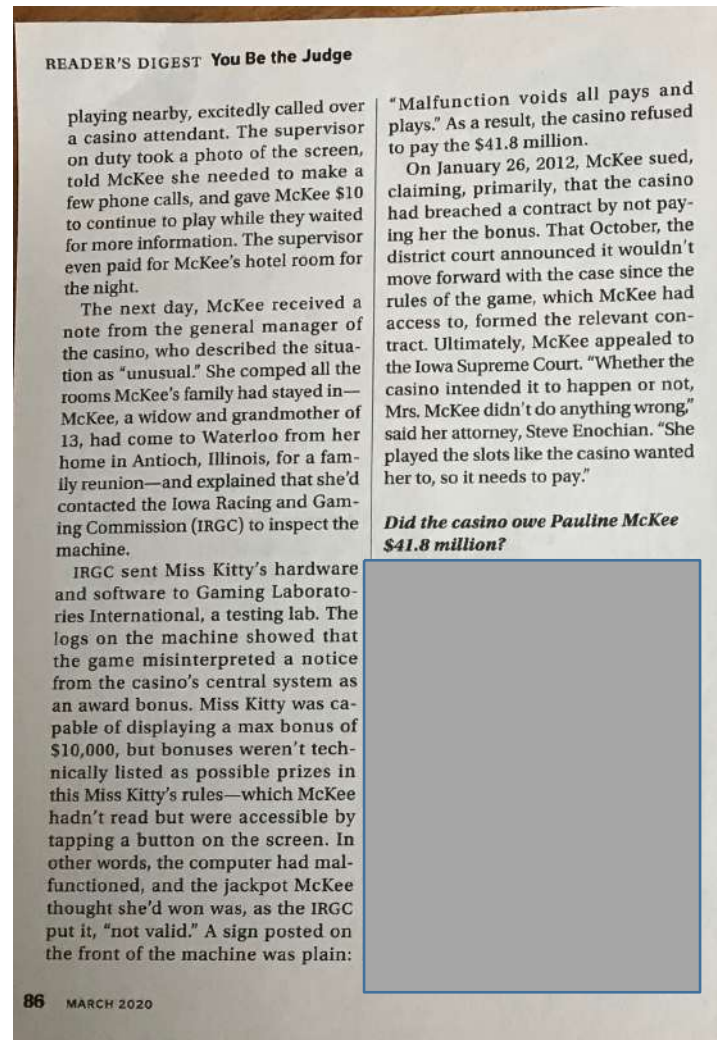 READER'S DIGEST You Be the Judge
playing nearby, excitedly called over
a casino attendant. The supervisor
on duty took a photo of the screen,
told McKee she needed to make a
few phone calls, and gave McKee $10
to continue to play while they waited
for more information. The supervisor
even paid for McKee's hotel room for
the night.
The next day, McKee received a
note from the general manager of
the casino, who described the situa-
tion as "unusual." She comped all the
rooms McKee's family had stayed in—
McKee, a widow and grandmother of
13, had come to Waterloo from her
home in Antioch, Illinois, for a fam-
ily reunion—and explained that she'd
contacted the Iowa Racing and Gam-
ing Commission (IRGC) to inspect the
machine.
IRGC sent Miss Kitty's hardware
and software to Gaming Laborato-
ries International, a testing lab. The
logs on the machine showed that
the game misinterpreted a notice
from the casino's central system as
an award bonus. Miss Kitty was ca-
pable of displaying a max bonus of
$10,000, but bonuses weren't tech-
nically listed as possible prizes in
this Miss Kitty's rules—which McKee
hadn't read but were accessible by
tapping a button on the screen. In
other words, the computer had mal-
functioned, and the jackpot McKee
thought she'd won was, as the IRGC
put it, "not valid." A sign posted on
the front of the machine was plain:
"Malfunction voids all pays and
plays." As a result, the casino refused
to pay the $41.8 million.
On January 26, 2012, McKee sued,
claiming, primarily, that the casino
had breached a contract by not pay-
ing her the bonus. That October, the
district court announced it wouldn't
move forward with the case since the
rules of the game, which McKee had
access to, formed the relevant con-
tract. Ultimately, McKee appealed to
the Iowa Supreme Court. "Whether the
casino intended it to happen or not,
Mrs. McKee didn't do anything wrong,"
said her attorney, Steve Enochian. "She
played the slots like the casino wanted
her to, so it needs to pay."
Did the casino owe Pauline McKee
$41.8 million?
86 MARCH 2020